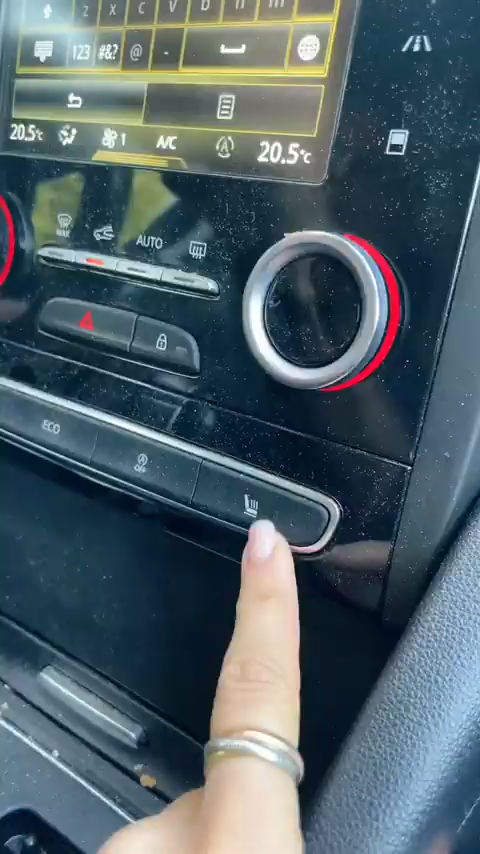 z x c v b n m
123 #&? @ -
20.5°c 1 A/C A 20.5°c
MAX AUTO
ECO A OFF